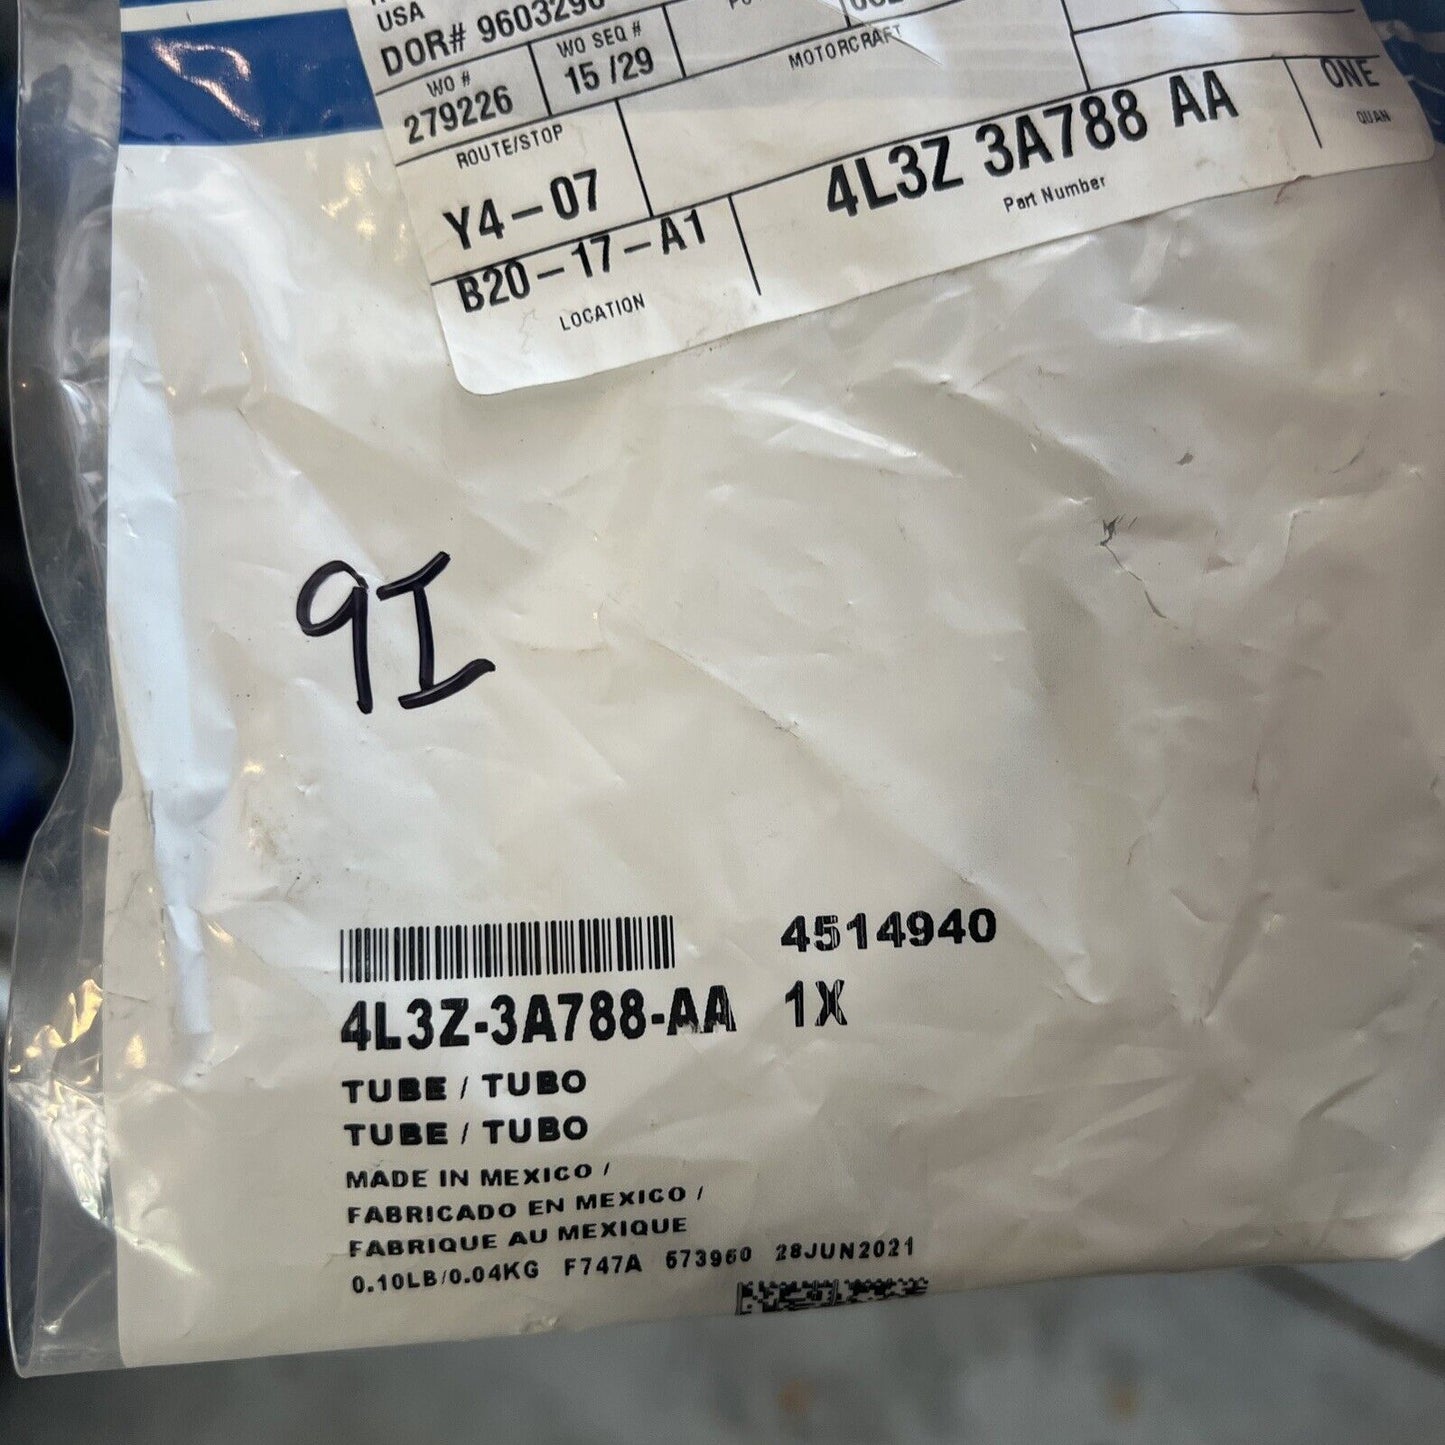 USA
DOR# 9603296
WO #
279226
WO SEQ #
15 /29
MOTORCRAFT
ROUTE/STOP
Y4-07
B20-17-A1
LOCATION
4L3Z 3A788 AA
Part Number
ONE
QUAN
9I
4514940
4L3Z-3A788-AA 1X
TUBE / TUBO
TUBE / TUBO
MADE IN MEXICO /
FABRICADO EN MEXICO /
FABRIQUE AU MEXIQUE
0.10LB/0.04KG F747A 573960 28JUN2021